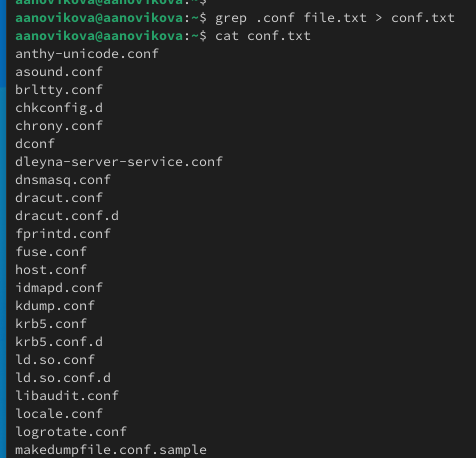 aanovikova@aanovikova:~$
aanovikova@aanovikova:~$ grep .conf file.txt > conf.txt
aanovikova@aanovikova:~$ cat conf.txt
anthy-unicode.conf
asound.conf
brltty.conf
chkconfig.d
chrony.conf
dconf
dleyna-server-service.conf
dnsmasq.conf
dracut.conf
dracut.conf.d
fprintd.conf
fuse.conf
host.conf
idmapd.conf
kdump.conf
krb5.conf
krb5.conf.d
ld.so.conf
ld.so.conf.d
libaudit.conf
locale.conf
logrotate.conf
makedumpfile.conf.sample